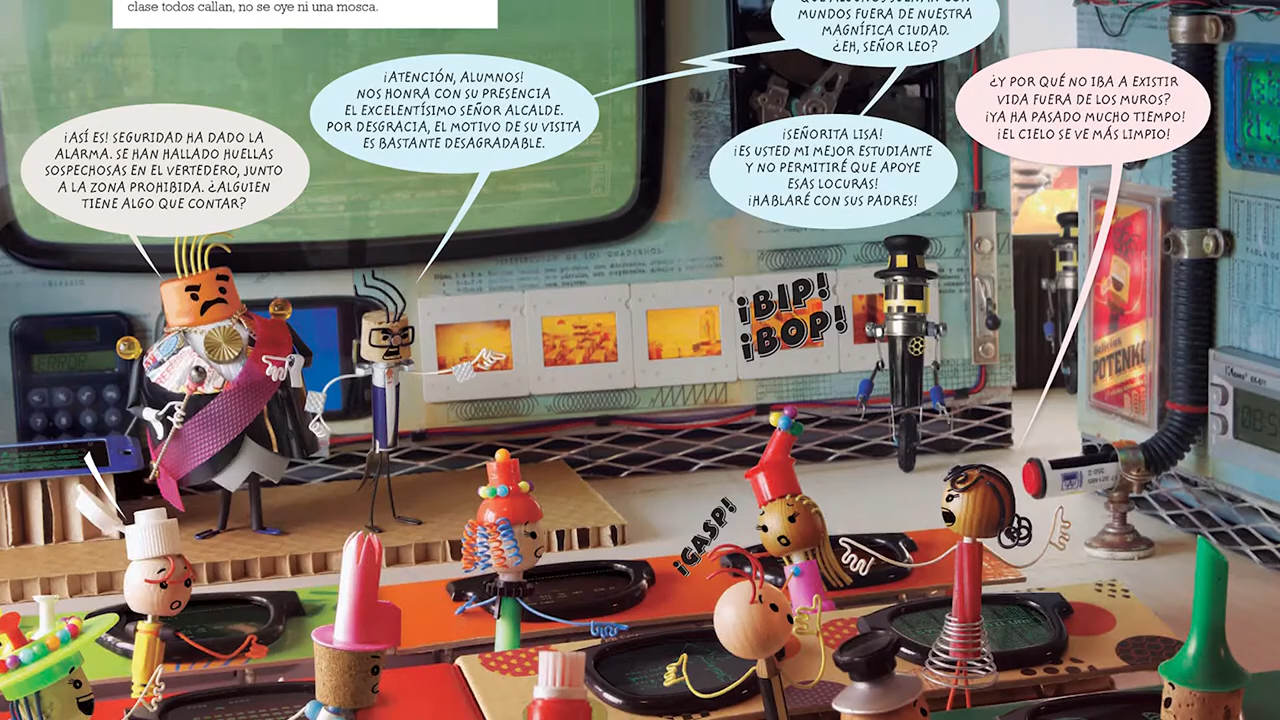 clase todos callan, no se oye ni una mosca.
¡ATENCIÓN, ALUMNOS!
NOS HONRA CON SU PRESENCIA
EL EXCELENTÍSIMO SEÑOR ALCALDE.
POR DESGRACIA, EL MOTIVO DE SU VISITA
ES BASTANTE DESAGRADABLE.
¡ASÍ ES! SEGURIDAD HA DADO LA
ALARMA. SE HAN HALLADO HUELLAS
SOSPECHOSAS EN EL VERTEDERO, JUNTO
A LA ZONA PROHIBIDA. ¿ALGUIEN
TIENE ALGO QUE CONTAR?
MUNDOS FUERA DE NUESTRA
MAGNÍFICA CIUDAD.
¿EH, SEÑOR LEO?
¿Y POR QUÉ NO IBA A EXISTIR
VIDA FUERA DE LOS MUROS?
¡YA HA PASADO MUCHO TIEMPO!
¡EL CIELO SE VE MÁS LIMPIO!
¡SEÑORITA LISA!
¡ES USTED MI MEJOR ESTUDIANTE
Y NO PERMITIRÉ QUE APOYE
ESAS LOCURAS!
¡HABLARÉ CON SUS PADRES!
¡BIP!
¡BOP!
ERROR
POTENKO
¡GASP!